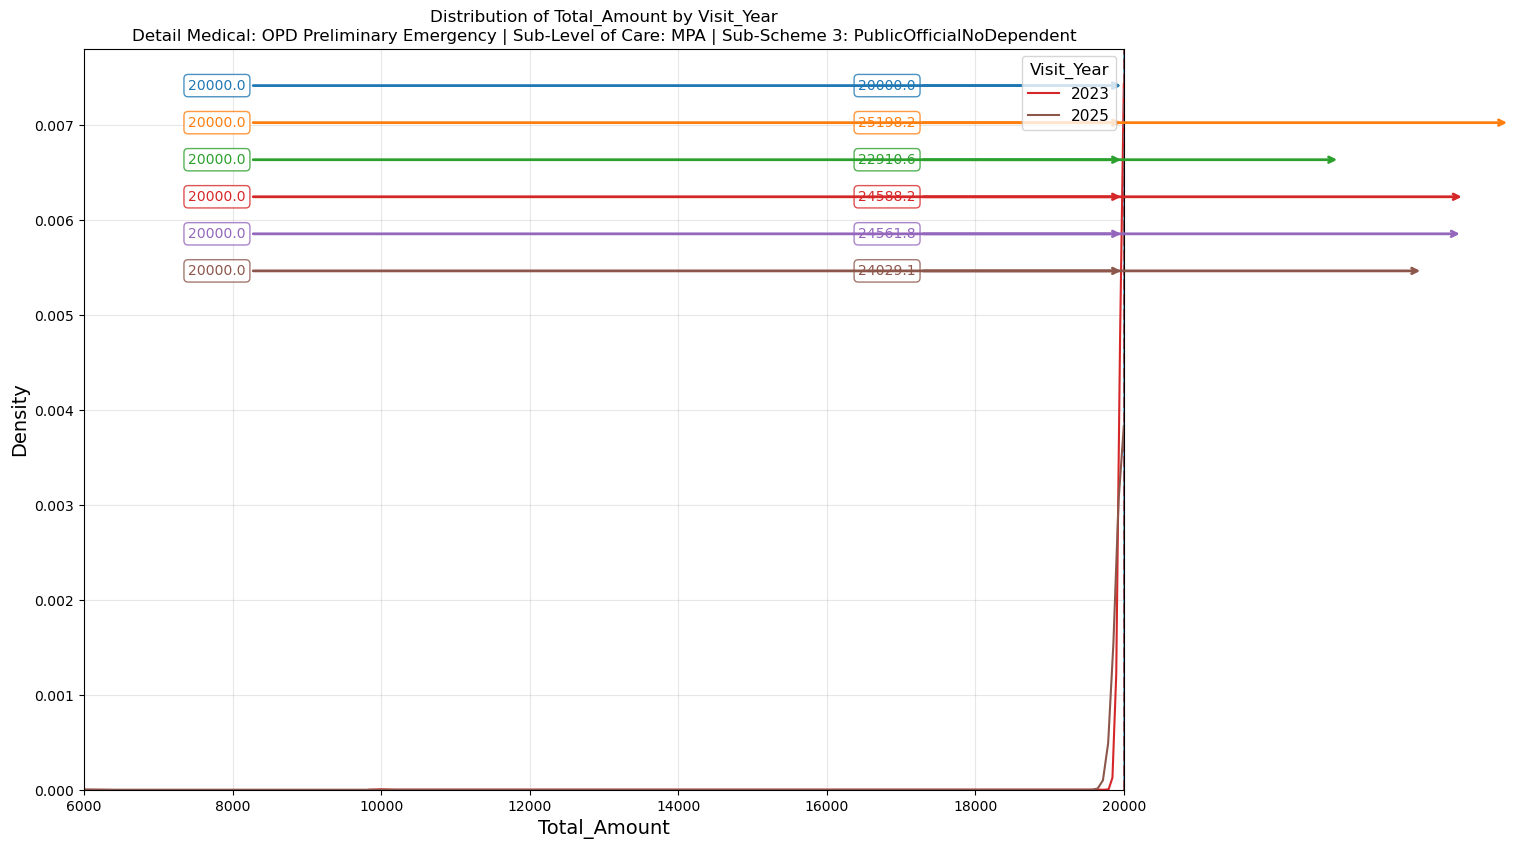 Distribution of Total_Amount by Visit_Year
Detail Medical: OPD Preliminary Emergency | Sub-Level of Care: MPA | Sub-Scheme 3: PublicOfficialNoDependent
Visit_Year
2023
2025
20000.0 20000.0
20000.0 25198.2
20000.0 22910.6
20000.0 24588.2
20000.0 24561.8
20000.0 24029.1
0.007
0.006
0.005
0.004
0.003
0.002
0.001
0.000
Density
6000 8000 10000 12000 14000 16000 18000 20000
Total_Amount